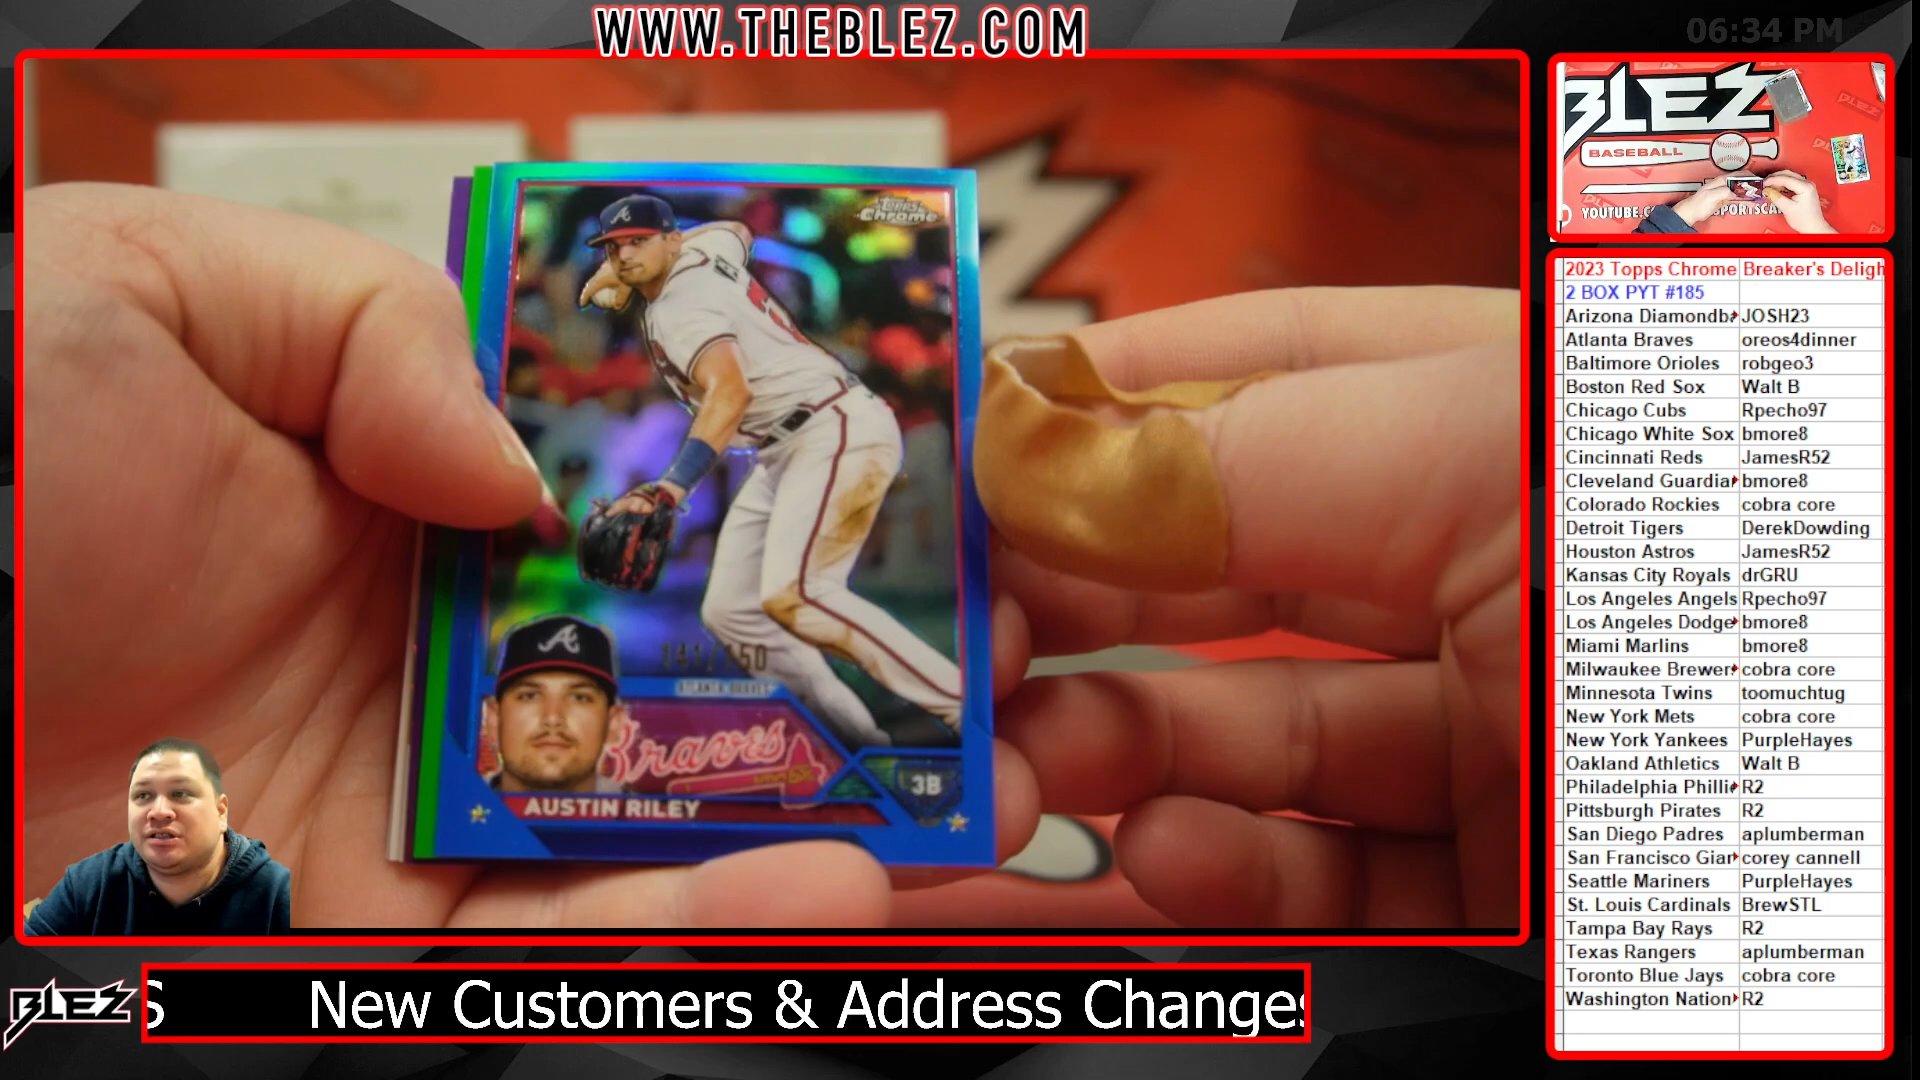 WWW.THEBLEZ.COM
06:34 PM
Topps
Chrome
ATLANTA BRAVES
Braves
3B
AUSTIN RILEY
BLEZ
BASEBALL
2023 Topps Chrome Breaker's Deligh
2 BOX PYT #185
Arizona Diamondba JOSH23
Atlanta Braves oreos4dinner
Baltimore Orioles robgeo3
Boston Red Sox Walt B
Chicago Cubs Rpecho97
Chicago White Sox bmore8
Cincinnati Reds JamesR52
Cleveland Guardian bmore8
Colorado Rockies cobra core
Detroit Tigers DerekDowding
Houston Astros JamesR52
Kansas City Royals drGRU
Los Angeles Angels Rpecho97
Los Angeles Dodge bmore8
Miami Marlins bmore8
Milwaukee Brewer cobra core
Minnesota Twins toomuchtug
New York Mets cobra core
New York Yankees PurpleHayes
Oakland Athletics Walt B
Philadelphia Phillie R2
Pittsburgh Pirates R2
San Diego Padres aplumberman
San Francisco Gian corey cannell
Seattle Mariners PurpleHayes
St. Louis Cardinals BrewSTL
Tampa Bay Rays R2
Texas Rangers aplumberman
Toronto Blue Jays cobra core
Washington Nation R2
BLEZ
S New Customers & Address Changes